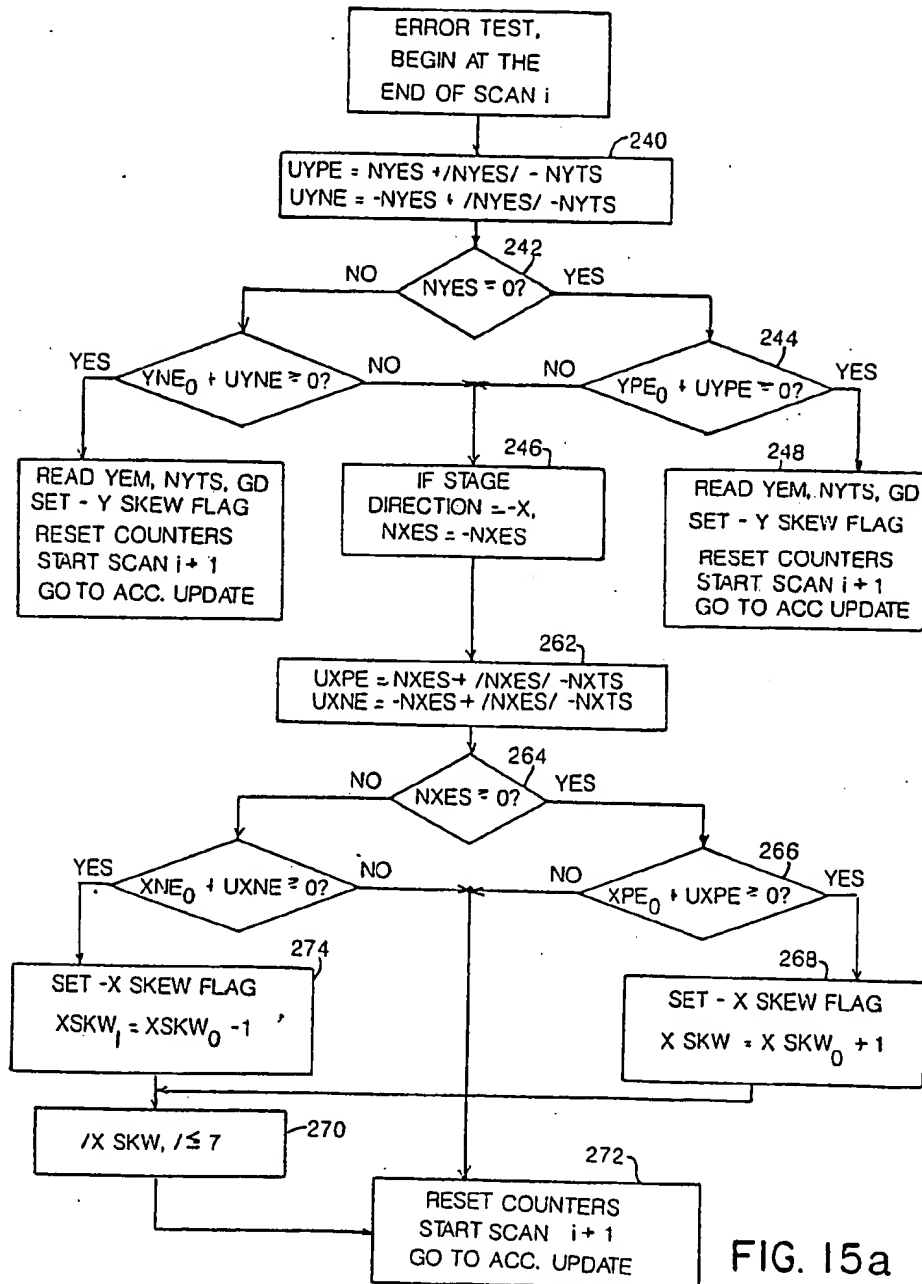 ERROR TEST,
BEGIN AT THE
END OF SCAN i
240
UYPE = NYES +/NYES/ - NYTS
UYNE = -NYES + /NYES/ -NYTS
242
NO
NYES ≥ 0?
YES
244
YES
YNE0 + UYNE ≥ 0?
NO
NO
YPE0 + UYPE ≥ 0?
YES
READ YEM, NYTS, GD
SET - Y SKEW FLAG
RESET COUNTERS
START SCAN i + 1
GO TO ACC. UPDATE
246
IF STAGE
DIRECTION = -X,
NXES = -NXES
248
READ YEM, NYTS, GD
SET - Y SKEW FLAG
RESET COUNTERS
START SCAN i + 1
GO TO ACC UPDATE
262
UXPE = NXES + /NXES/ -NXTS
UXNE = -NXES + /NXES/ -NXTS
264
NO
NXES ≥ 0?
YES
266
YES
XNE0 + UXNE ≥ 0?
NO
NO
XPE0 + UXPE ≥ 0?
YES
274
SET -X SKEW FLAG
XSKW1 = XSKW0 -1
268
SET - X SKEW FLAG
X SKW = X SKW0 + 1
/X SKW, / ≤ 7
270
272
RESET COUNTERS
START SCAN i + 1
GO TO ACC. UPDATE
FIG. 15a